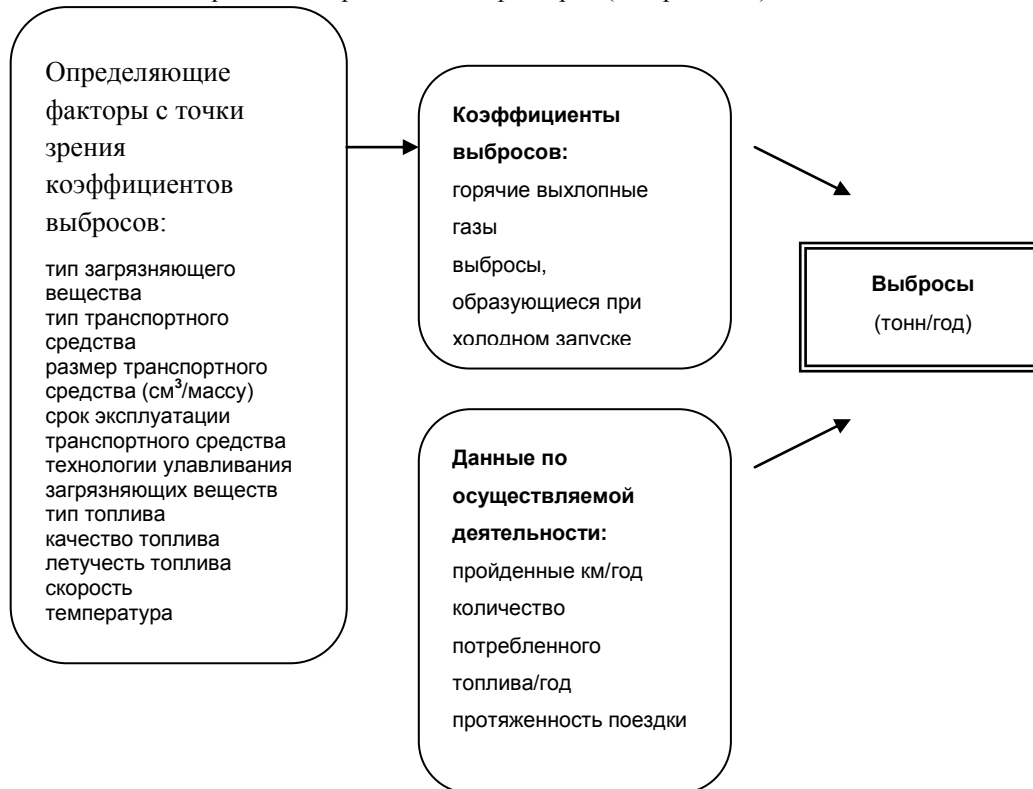 Определяющие
факторы с точки
зрения
коэффициентов
выбросов:
тип загрязняющего
вещества
тип транспортного
средства
размер транспортного
средства (см³/массу)
срок эксплуатации
транспортного средства
технологии улавливания
загрязняющих веществ
тип топлива
качество топлива
летучесть топлива
скорость
температура
Коэффициенты
выбросов:
горячие выхлопные
газы
выбросы,
образующиеся при
холодном запуске
Данные по
осуществляемой
деятельности:
пройденные км/год
количество
потребленного
топлива/год
протяженность поездки
Выбросы
(тонн/год)